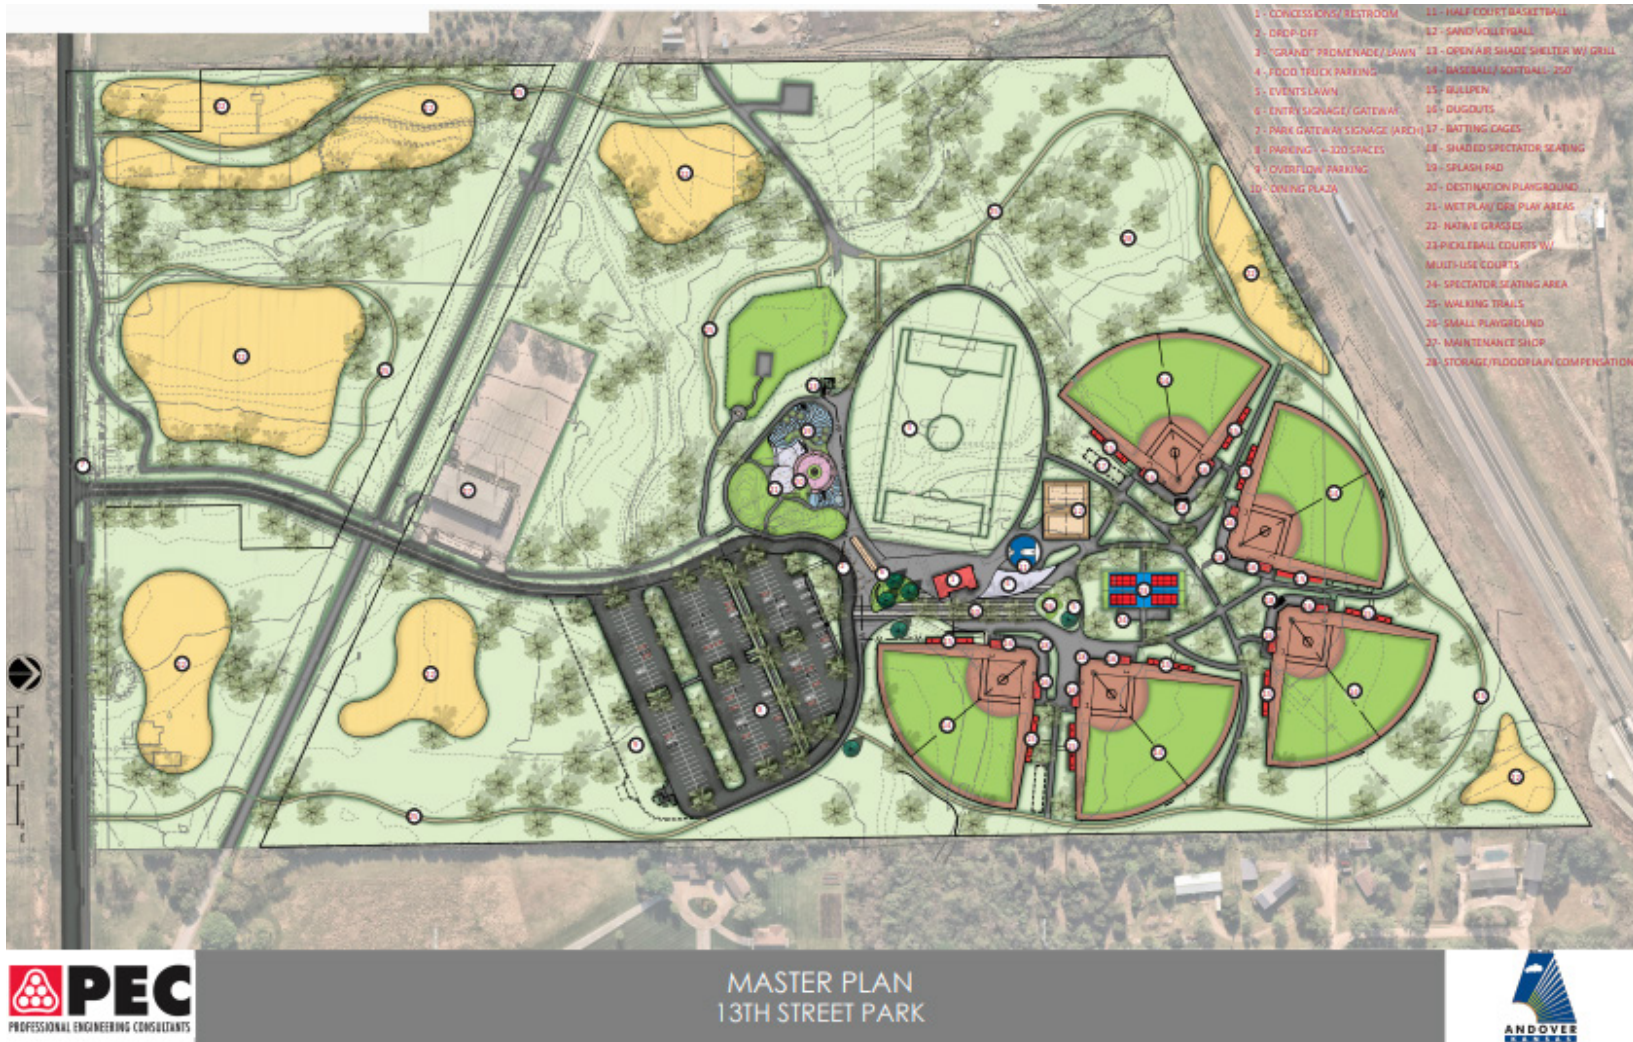 1 - CONCESSIONS/ RESTROOM
2 - DROP-OFF
3 - "GRAND" PROMENADE/ LAWN
4 - FOOD TRUCK PARKING
5 - EVENTS LAWN
6 - ENTRY SIGNAGE/ GATEWAY
7 - PARK GATEWAY SIGNAGE (ARCH)
8 - PARKING - +-320 SPACES
9 - OVERFLOW PARKING
10 - DINING PLAZA
11 - HALF COURT BASKETBALL
12 - SAND VOLLEYBALL
13 - OPEN AIR SHADE SHELTER W/ GRILL
14 - BASEBALL/ SOFTBALL- 250'
15 - BULLPEN
16 - DUGOUTS
17 - BATTING CAGES
18 - SHADED SPECTATOR SEATING
19 - SPLASH PAD
20 - DESTINATION PLAYGROUND
21 - WET PLAY/ DRY PLAY AREAS
22- NATIVE GRASSES
23-PICKLEBALL COURTS W/
MULTI-USE COURTS
24- SPECTATOR SEATING AREA
25- WALKING TRAILS
26- SMALL PLAYGROUND
27- MAINTENANCE SHOP
28- STORAGE/FLOODPLAIN COMPENSATION
PEC
PROFESSIONAL ENGINEERING CONSULTANTS
MASTER PLAN
13TH STREET PARK
ANDOVER
KANSAS